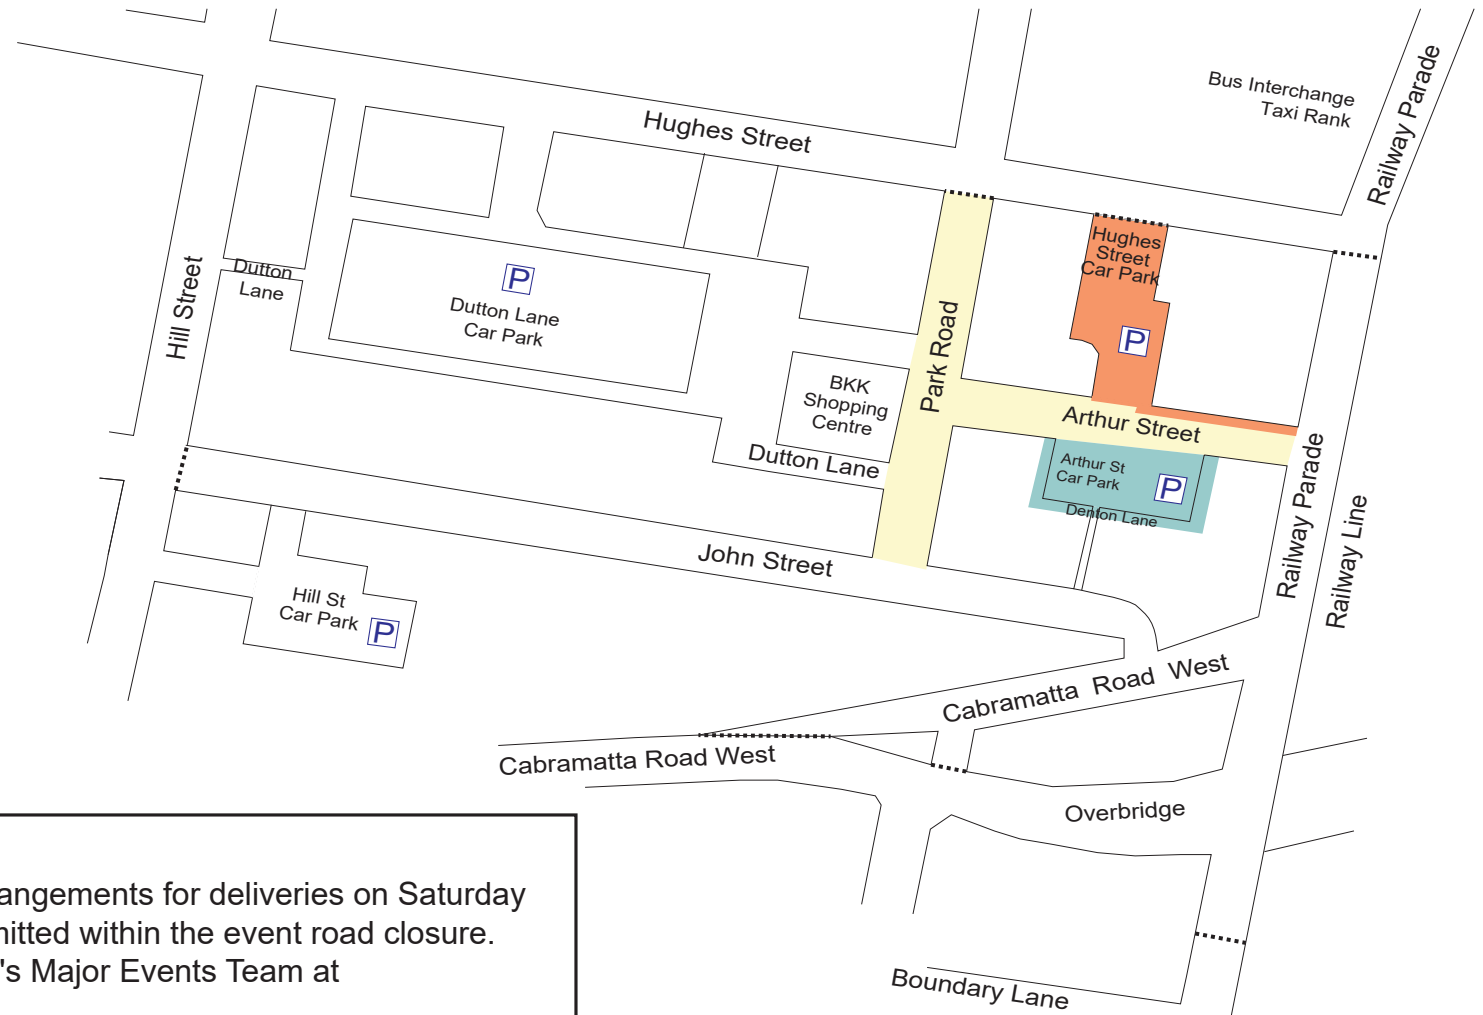 Hughes Street
Bus Interchange
Taxi Rank
Railway Parade
Hughes
Street
Car Park
P
Dutton
Lane
Hill Street
P
Dutton Lane
Car Park
Park Road
BKK
Shopping
Centre
Dutton Lane
Arthur Street
Arthur St
Car Park
P
Denton Lane
Railway Parade
Railway Line
John Street
Hill St
Car Park
P
Cabramatta Road West
Cabramatta Road West
Overbridge
Boundary Lane
angements for deliveries on Saturday
nitted within the event road closure.
's Major Events Team at